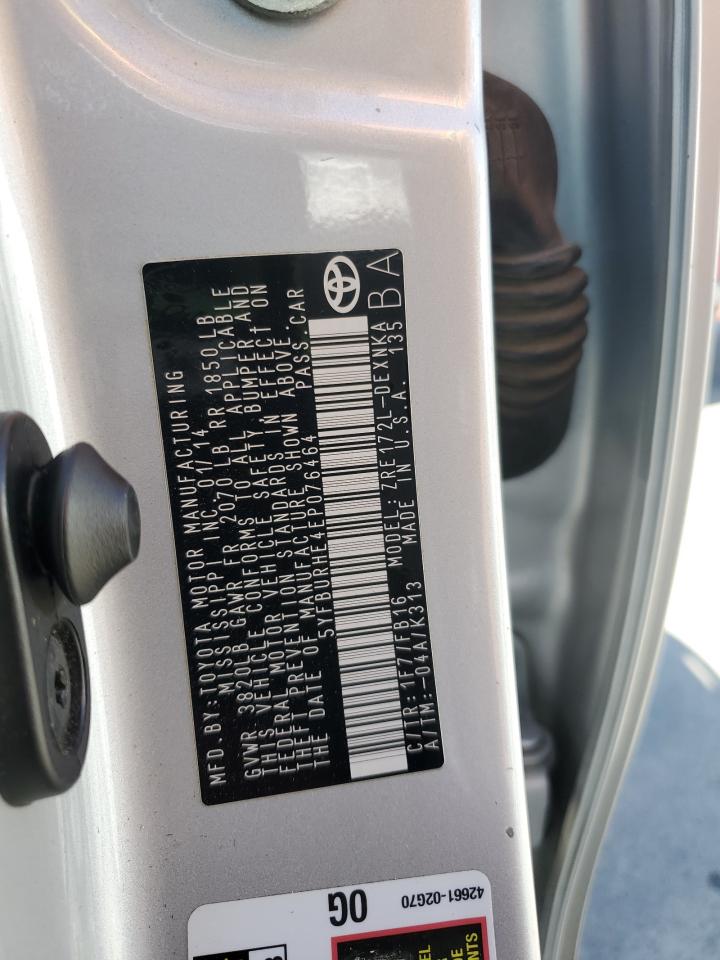 MFD.BY:TOYOTA MOTOR MANUFACTURING
MISSISSIPPI INC. 01/14
GVWR 3820LB GAWR FR 2070 LB RR 1850 LB
THIS VEHICLE CONFORMS TO ALL APPLICABLE
FEDERAL MOTOR VEHICLE SAFETY, BUMPER AND
THEFT PREVENTION STANDARDS IN EFFECT ON
THE DATE OF MANUFACTURE SHOWN ABOVE.
5YFBURHE4EP076464 PASS.CAR
C/TR:1F7/FB16 MODEL:ZRE172L-DEXNKA
A/TM:-04A/K313 MADE IN U.S.A. 135
BA
42661-02G70
0G